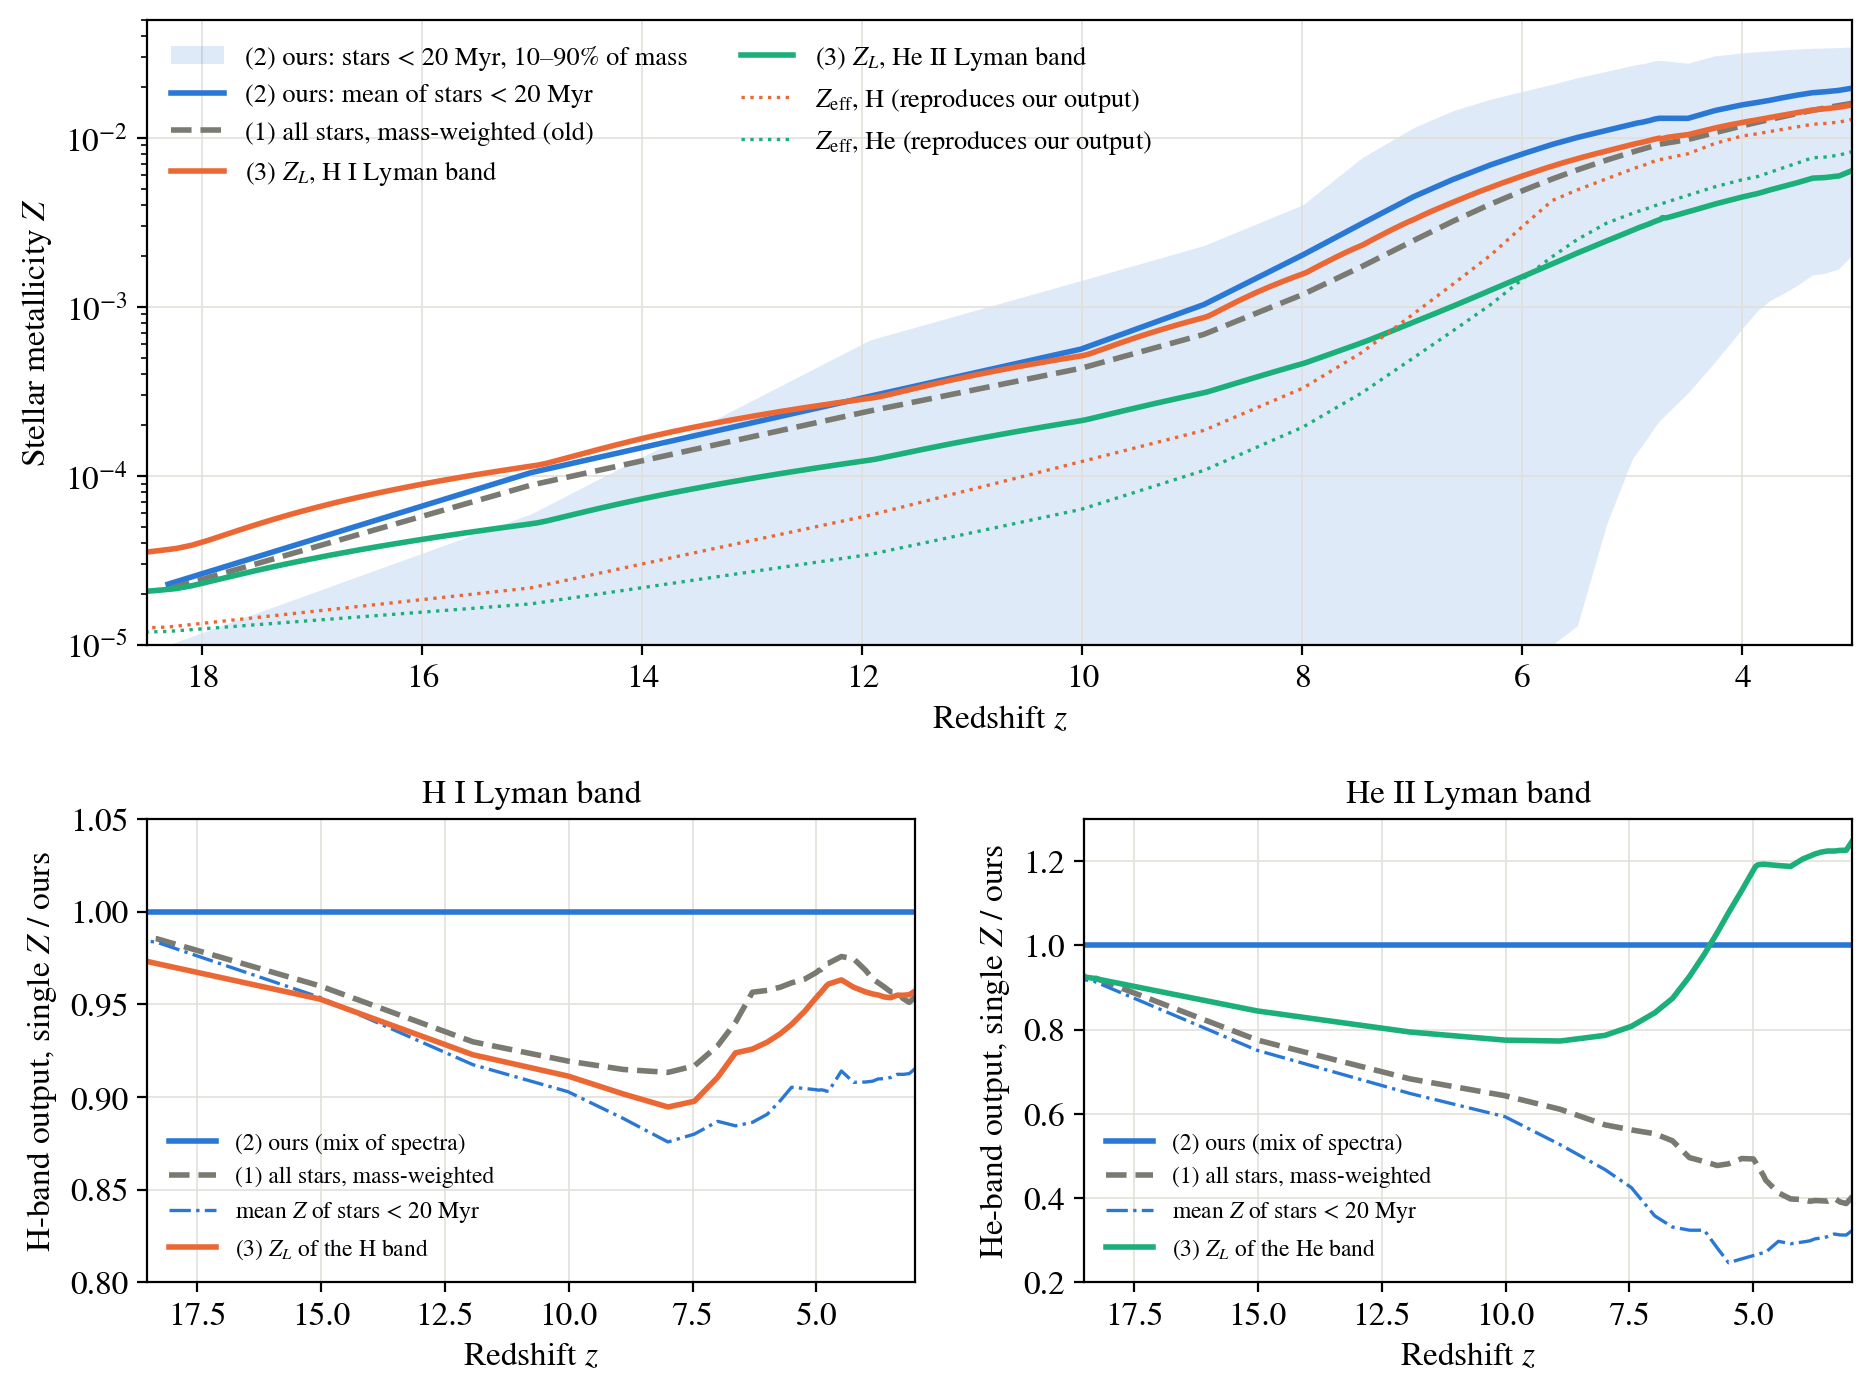 (2) ours: stars < 20 Myr, 10–90% of mass
(2) ours: mean of stars < 20 Myr
(1) all stars, mass-weighted (old)
(3) Z_L, H I Lyman band
(3) Z_L, He II Lyman band
Z_eff, H (reproduces our output)
Z_eff, He (reproduces our output)
Stellar metallicity Z
10⁻²
10⁻³
10⁻⁴
10⁻⁵
18 16 14 12 10 8 6 4
Redshift z
H I Lyman band
H-band output, single Z / ours
1.05
1.00
0.95
0.90
0.85
0.80
(2) ours (mix of spectra)
(1) all stars, mass-weighted
mean Z of stars < 20 Myr
(3) Z_L of the H band
17.5 15.0 12.5 10.0 7.5 5.0
Redshift z
He II Lyman band
He-band output, single Z / ours
1.2
1.0
0.8
0.6
0.4
0.2
(2) ours (mix of spectra)
(1) all stars, mass-weighted
mean Z of stars < 20 Myr
(3) Z_L of the He band
17.5 15.0 12.5 10.0 7.5 5.0
Redshift z